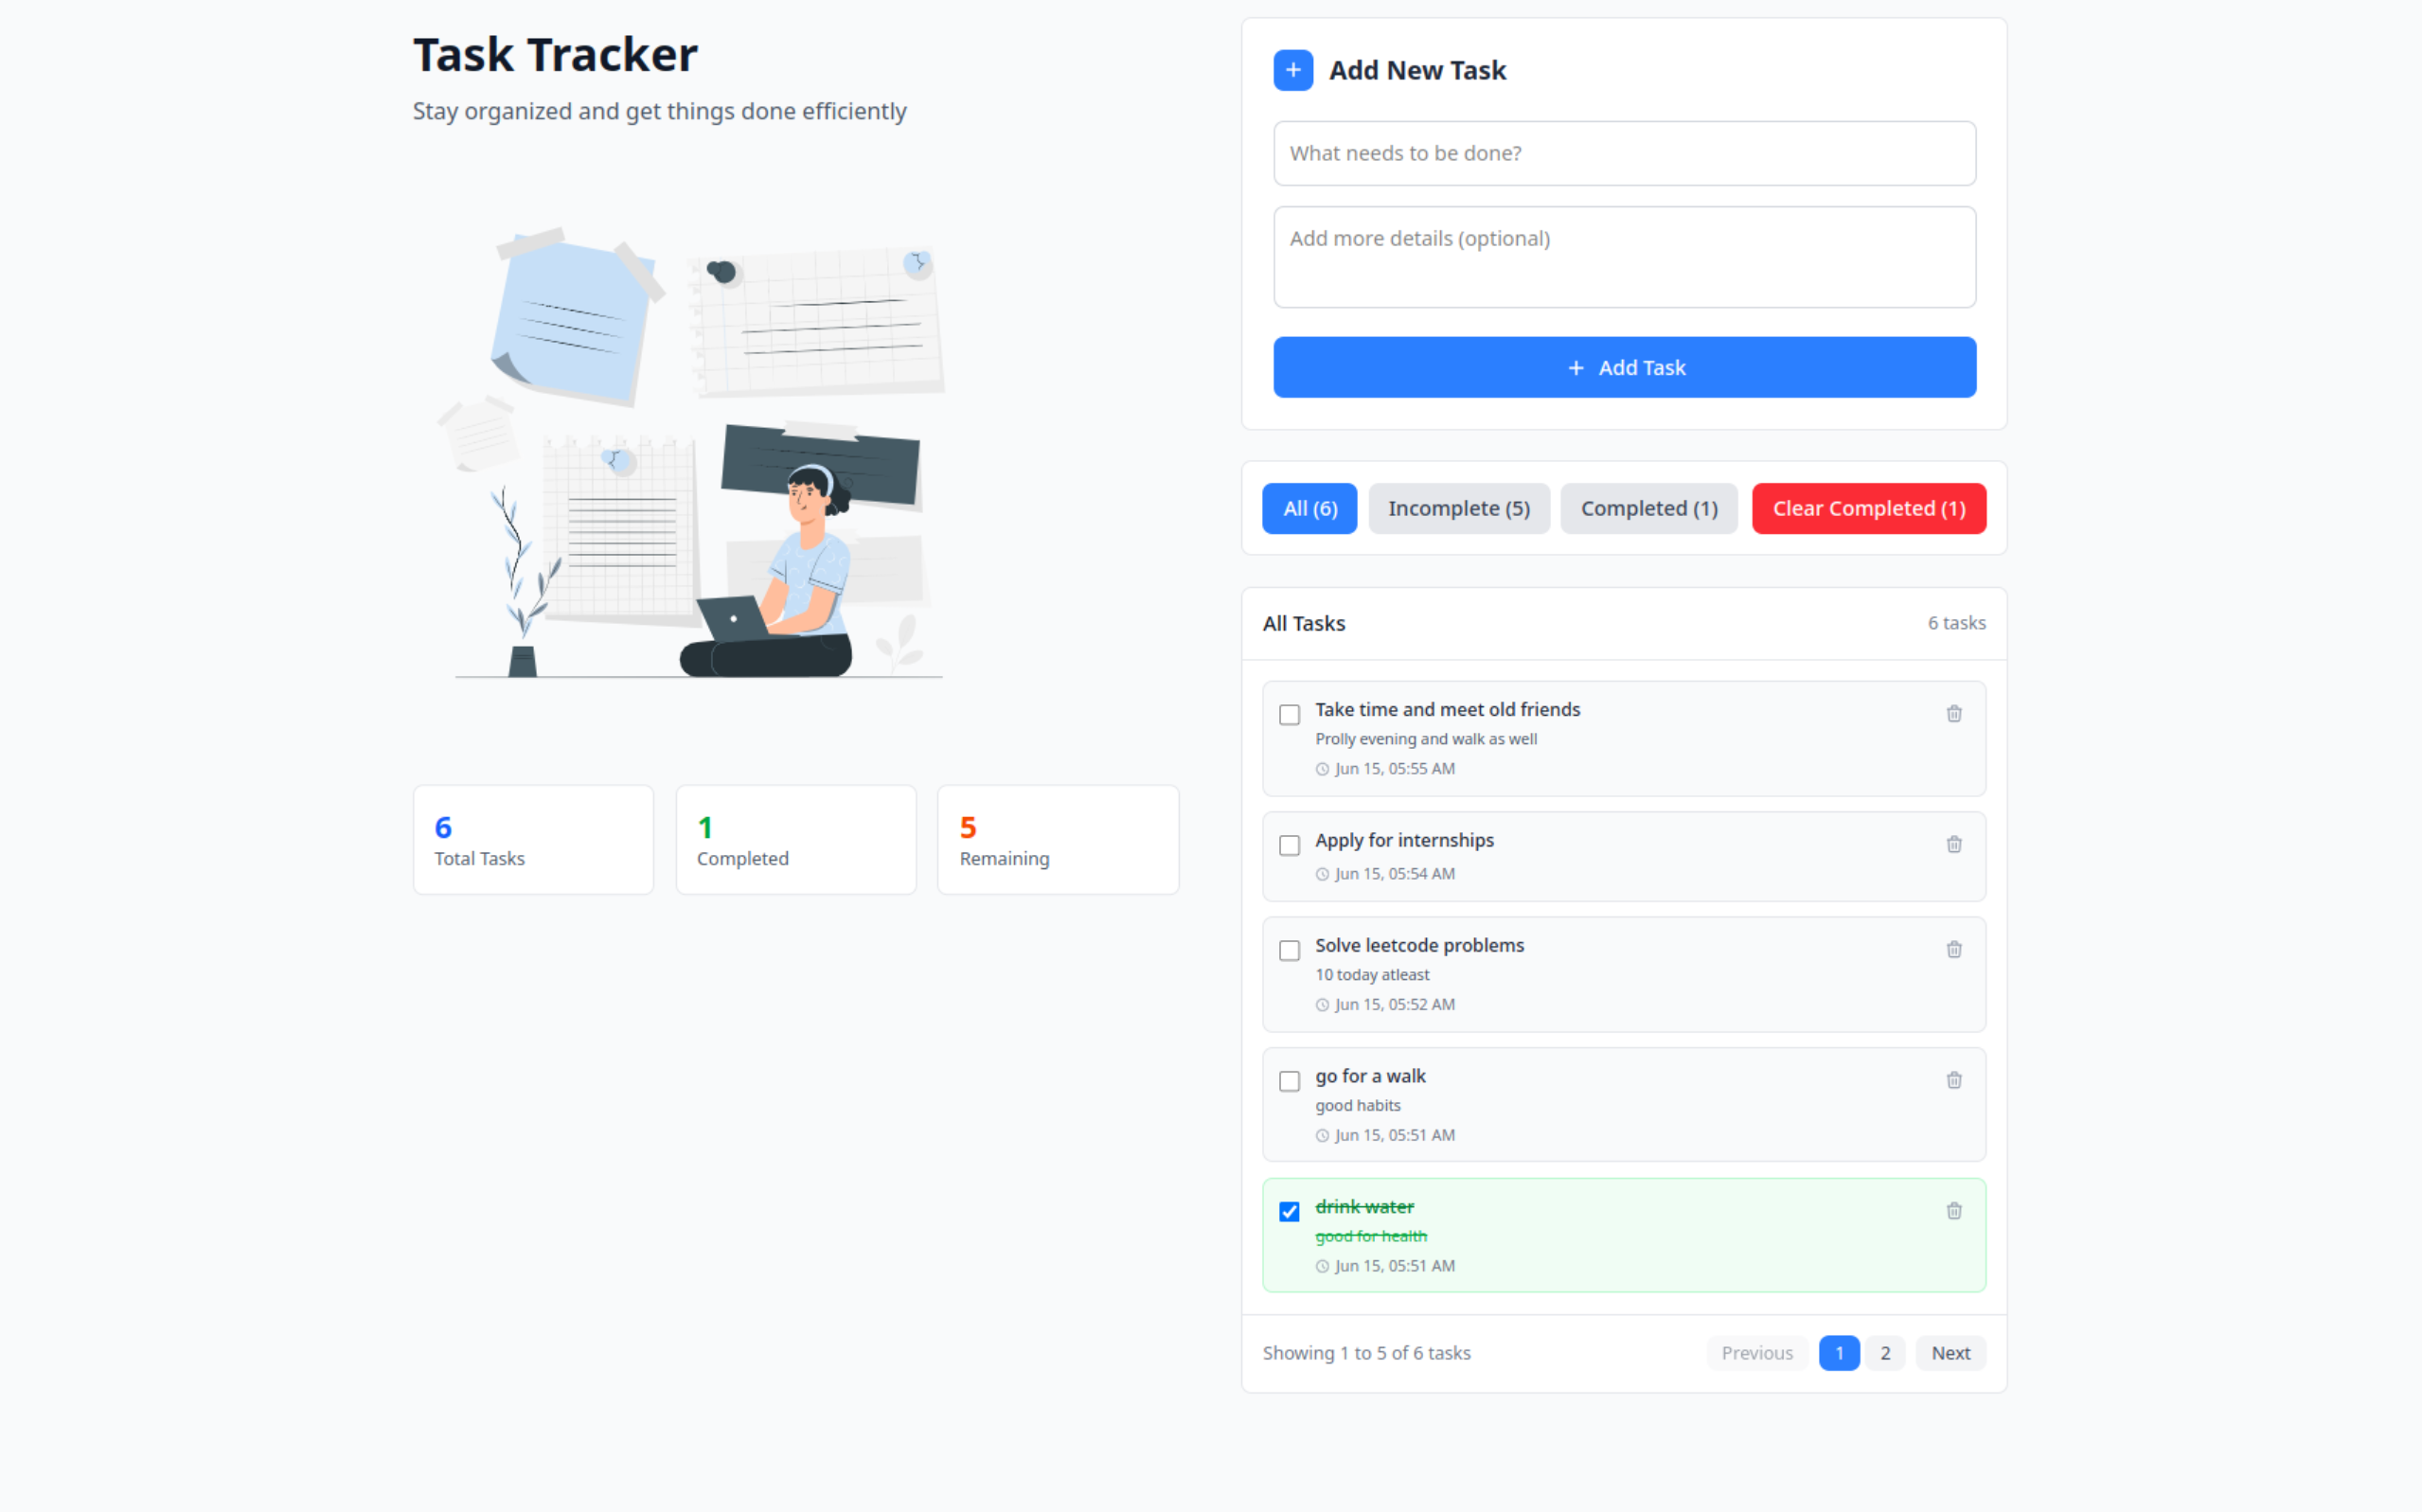 Task Tracker
Stay organized and get things done efficiently
6
Total Tasks
1
Completed
5
Remaining
+ Add New Task
What needs to be done?
Add more details (optional)
+ Add Task
All (6) Incomplete (5) Completed (1) Clear Completed (1)
All Tasks 6 tasks
Take time and meet old friends
Prolly evening and walk as well
Jun 15, 05:55 AM
Apply for internships
Jun 15, 05:54 AM
Solve leetcode problems
10 today atleast
Jun 15, 05:52 AM
go for a walk
good habits
Jun 15, 05:51 AM
drink water
good for health
Jun 15, 05:51 AM
Showing 1 to 5 of 6 tasks Previous 1 2 Next